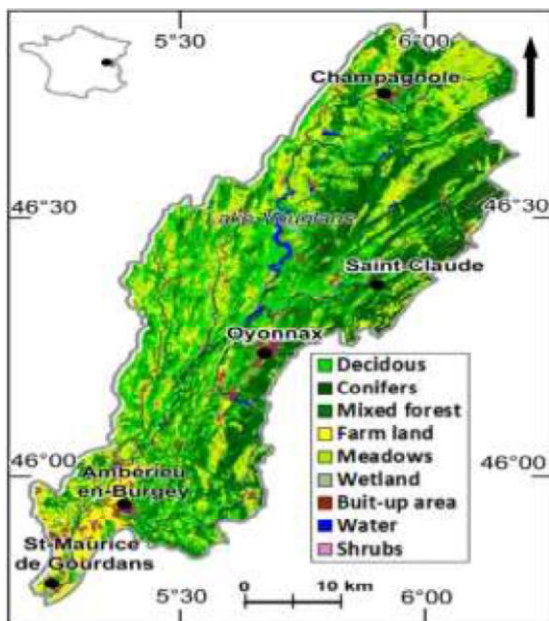 5°30
6°00
Champagnole
46°30
46°30
Saint-Claude
Oyonnax
Decidous
Conifers
Mixed forest
Farm land
Meadows
Wetland
Buit-up area
Water
Shrubs
46°00
46°00
Ambérieu
en-Burgey
St-Maurice
de Gourdans
5°30
0
10 km
6°00